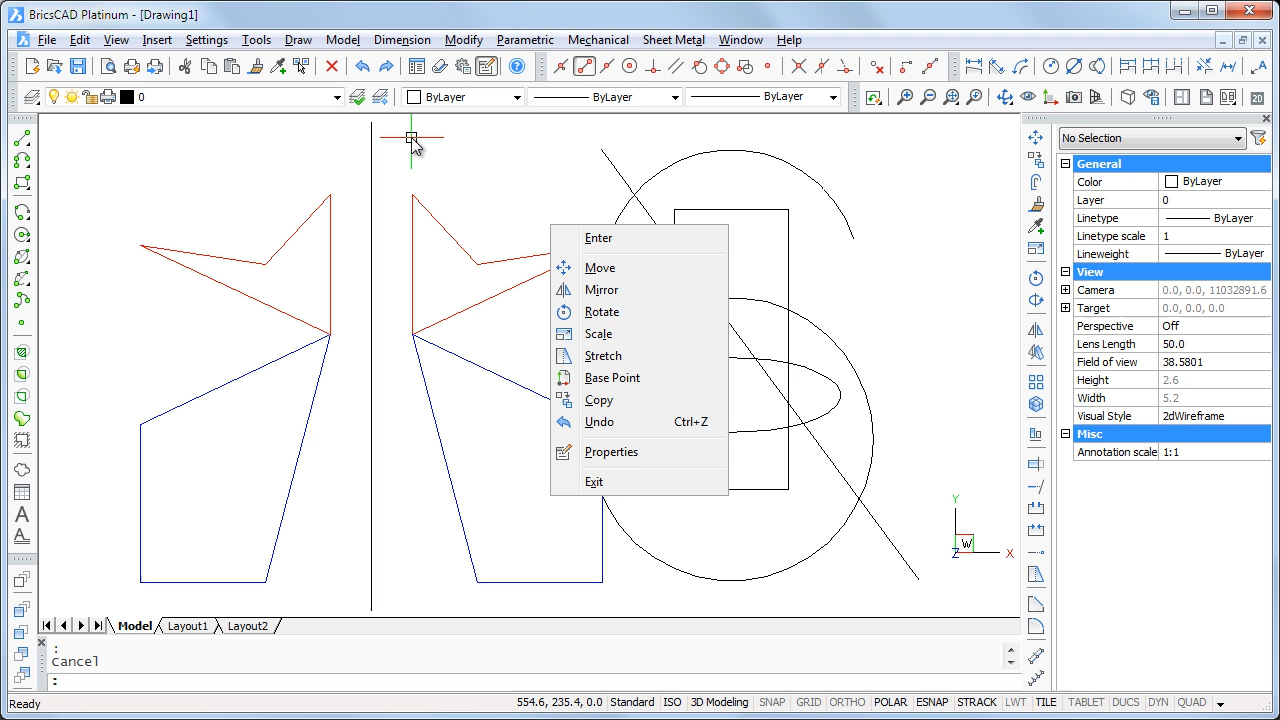 BricsCAD Platinum - [Drawing1]
File Edit View Insert Settings Tools Draw Model Dimension Modify Parametric Mechanical Sheet Metal Window Help
0 ByLayer ByLayer ByLayer
2D
No Selection
General
Color ByLayer
Layer 0
Linetype ByLayer
Linetype scale 1
Lineweight ByLayer
View
Camera 0.0, 0.0, 11032891.6
Target 0.0, 0.0, 0.0
Perspective Off
Lens Length 50.0
Field of view 38.5801
Height 2.6
Width 5.2
Visual Style 2dWireframe
Misc
Annotation scale 1:1
Enter
Move
Mirror
Rotate
Scale
Stretch
Base Point
Copy
Undo Ctrl+Z
Properties
Exit
Y
W
Z X
Model Layout1 Layout2
:
Cancel
:
Ready 554.6, 235.4, 0.0 Standard ISO 3D Modeling SNAP GRID ORTHO POLAR ESNAP STRACK LWT TILE TABLET DUCS DYN QUAD